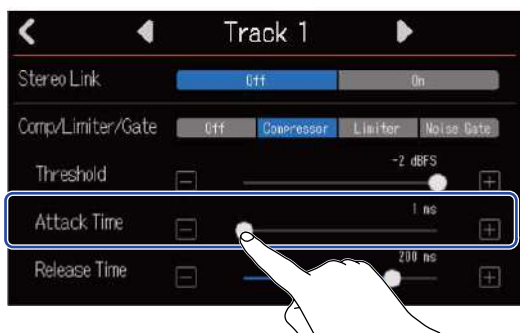 Track 1
Stereo Link Off On
Comp/Limiter/Gate Off Compressor Limiter Noise Gate
-2 dBFS
Threshold
1 ms
Attack Time
200 ms
Release Time